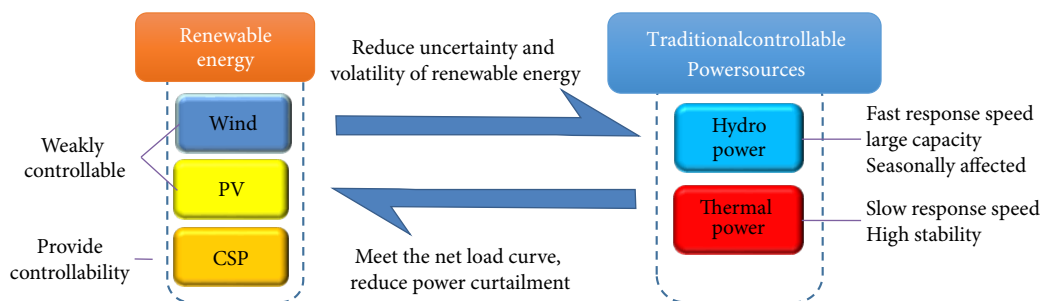 Renewable
energy
Weakly
controllable
Wind
PV
Provide
controllability
CSP
Reduce uncertainty and
volatility of renewable energy
Meet the net load curve,
reduce power curtailment
Traditionalcontrollable
Powersources
Hydro
power
Fast response speed
large capacity
Seasonally affected
Thermal
power
Slow response speed
High stability